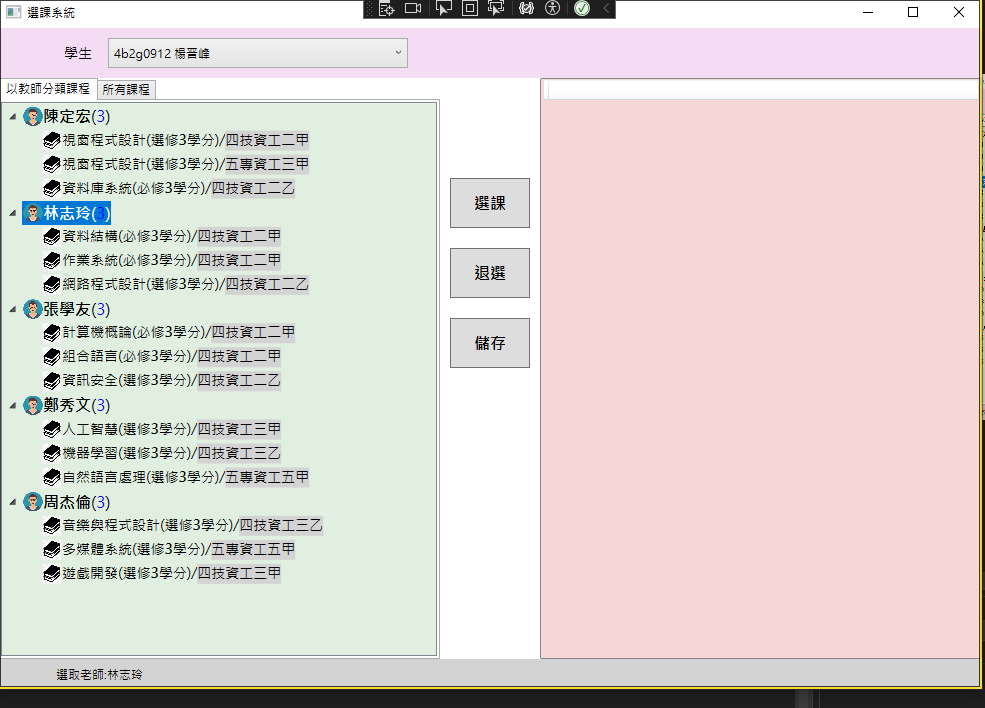 選課系統
學生
4b2g0912 楊晉峰
以教師分類課程
所有課程
陳定宏(3)
視窗程式設計(選修3學分)/四技資工二甲
視窗程式設計(選修3學分)/五專資工三甲
資料庫系統(必修3學分)/四技資工二乙
林志玲(3)
資料結構(必修3學分)/四技資工二甲
作業系統(必修3學分)/四技資工二甲
網路程式設計(選修3學分)/四技資工二乙
張學友(3)
計算機概論(必修3學分)/四技資工二甲
組合語言(必修3學分)/四技資工二甲
資訊安全(選修3學分)/四技資工二乙
鄭秀文(3)
人工智慧(選修3學分)/四技資工三甲
機器學習(選修3學分)/四技資工三乙
自然語言處理(選修3學分)/五專資工五甲
周杰倫(3)
音樂與程式設計(選修3學分)/四技資工三乙
多媒體系統(選修3學分)/五專資工五甲
遊戲開發(選修3學分)/四技資工三甲
選課
退選
儲存
選取老師:林志玲